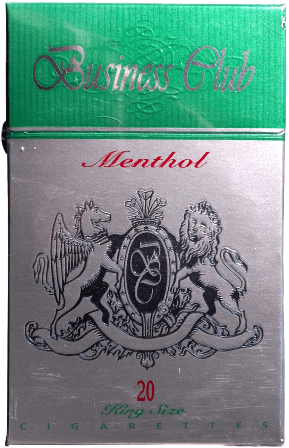 Business Club
Menthol
20
King Size
CIGARETTES